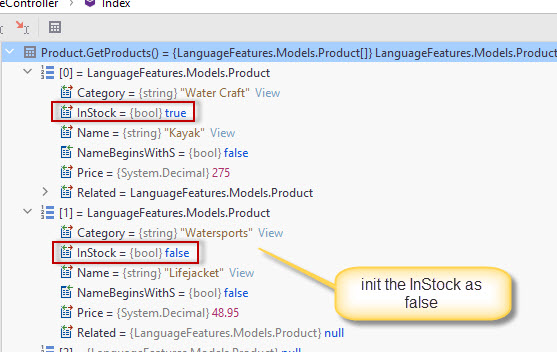 eController
Index
Product.GetProducts() = {LanguageFeatures.Models.Product[]} LanguageFeatures.Models.Product
[0] = LanguageFeatures.Models.Product
Category = {string} "Water Craft" View
InStock = {bool} true
Name = {string} "Kayak" View
NameBeginsWithS = {bool} false
Price = {System.Decimal} 275
Related = LanguageFeatures.Models.Product
[1] = LanguageFeatures.Models.Product
Category = {string} "Watersports" View
InStock = {bool} false
Name = {string} "Lifejacket" View
NameBeginsWithS = {bool} false
Price = {System.Decimal} 48.95
Related = {LanguageFeatures.Models.Product} null
init the InStock as
false